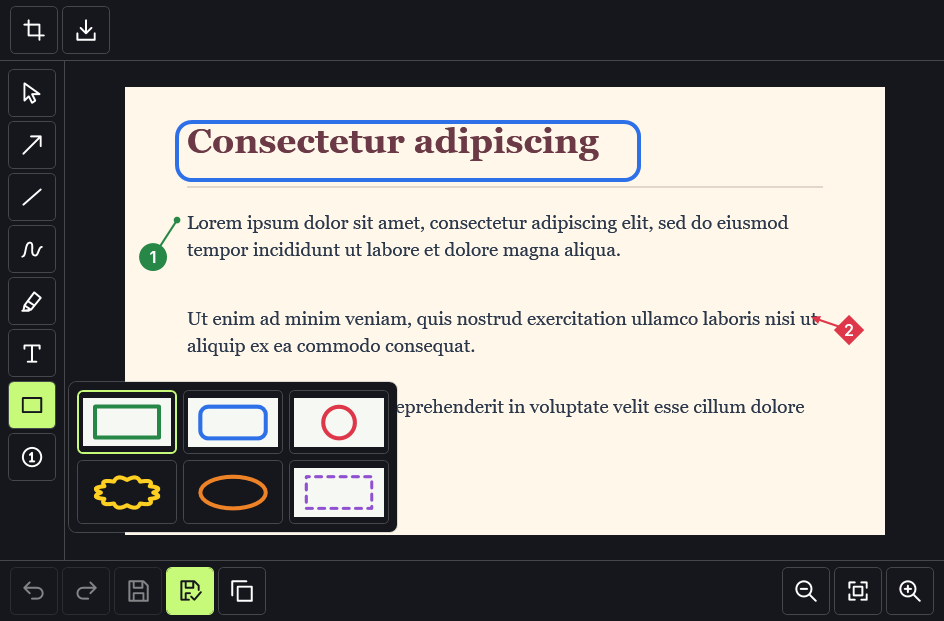 Consectetur adipiscing
Lorem ipsum dolor sit amet, consectetur adipiscing elit, sed do eiusmod
tempor incididunt ut labore et dolore magna aliqua.
1
Ut enim ad minim veniam, quis nostrud exercitation ullamco laboris nisi ut
2
aliquip ex ea commodo consequat.
eprehenderit in voluptate velit esse cillum dolore
T
1